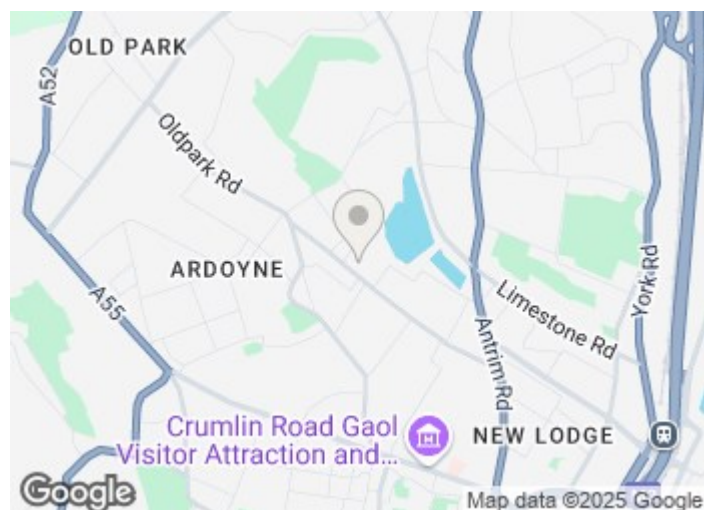 OLD PARK
A52
Oldpark Rd
ARDOYNE
A55
Limestone Rd
York Rd
Antrim Rd
Crumlin Road Gaol
Visitor Attraction and...
NEW LODGE
Google
Map data ©2025 Google